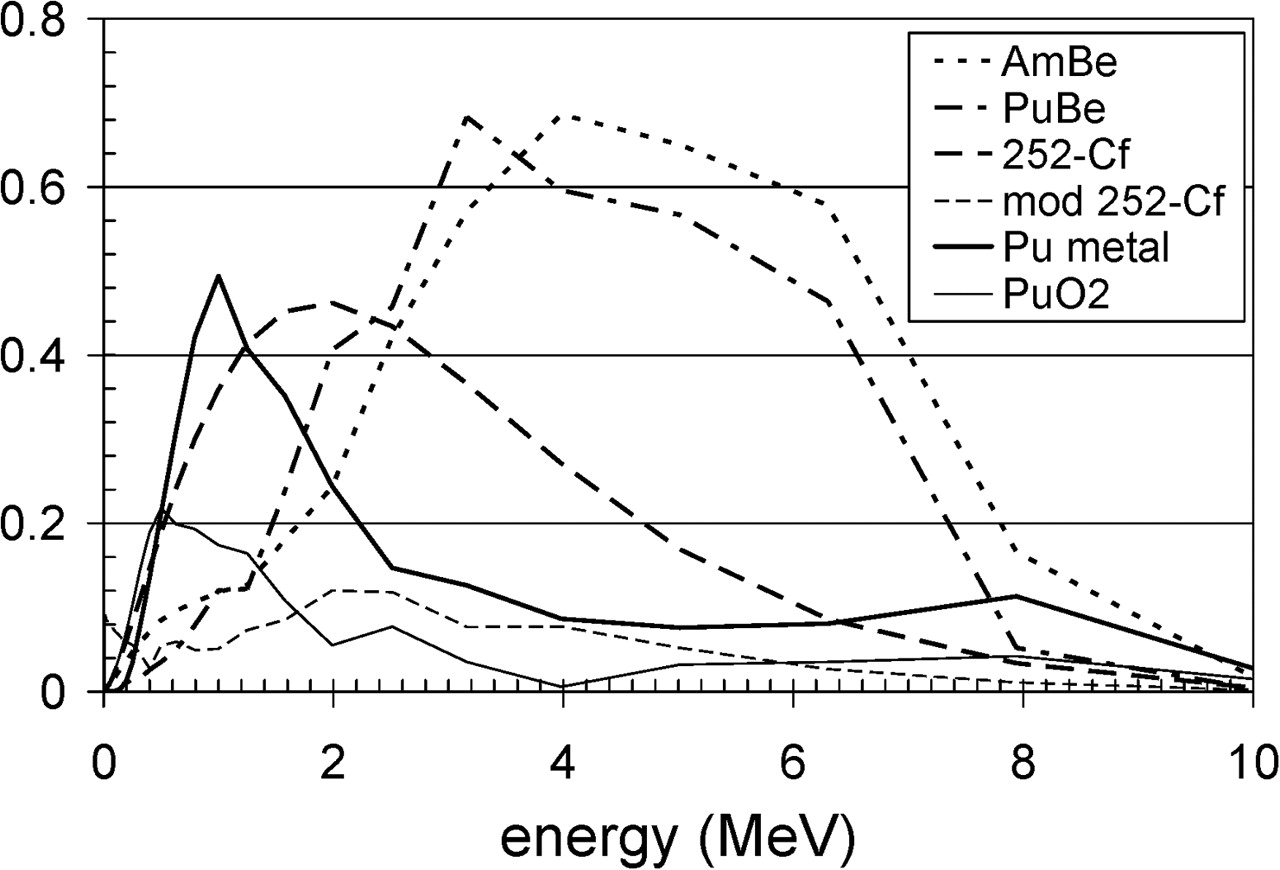 0.8
0.6
0.4
0.2
0
0 2 4 6 8 10
energy (MeV)
AmBe
PuBe
252-Cf
mod 252-Cf
Pu metal
PuO2